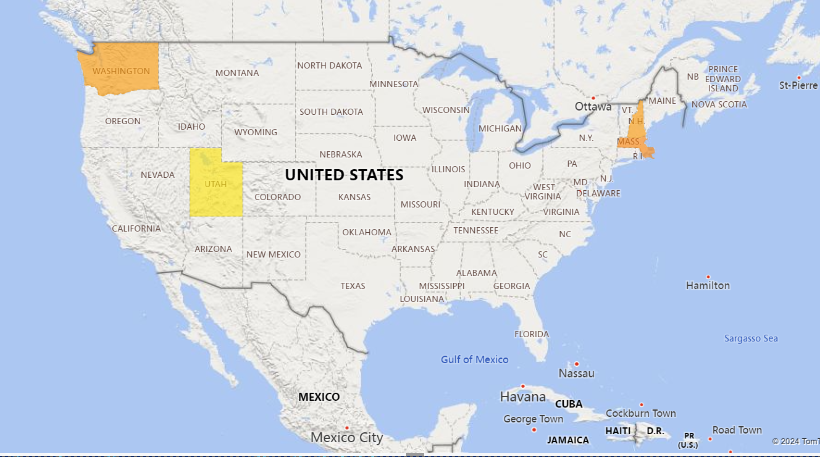 WASHINGTON
MONTANA
NORTH DAKOTA
MINNESOTA
Ottawa
VT.
MAINE
NB
PRINCE
EDWARD
ISLAND
St-Pierre
NOVA SCOTIA
OREGON
IDAHO
WYOMING
SOUTH DAKOTA
WISCONSIN
MICHIGAN
N.H.
N.Y.
MASS.
R.I.
IOWA
NEBRASKA
NEVADA
UTAH
COLORADO
UNITED STATES
KANSAS
MISSOURI
ILLINOIS
INDIANA
OHIO
PA
N.J.
MD.
DELAWARE
WEST
VIRGINIA
VIRGINIA
KENTUCKY
CALIFORNIA
ARIZONA
NEW MEXICO
OKLAHOMA
ARKANSAS
TENNESSEE
NC
SC
TEXAS
LOUISIANA
MISSISSIPPI
ALABAMA
GEORGIA
FLORIDA
Hamilton
Sargasso Sea
Gulf of Mexico
Nassau
MEXICO
Mexico City
Havana
CUBA
George Town
Cockburn Town
JAMAICA
HAITI
D.R.
PR
(U.S.)
Road Town
© 2024 TomT